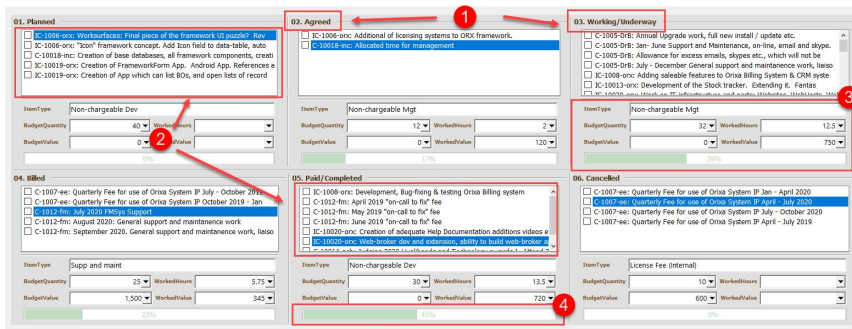 01. Planned
IC-1006-orx: Worksurfaces: Final piece of the framework UI puzzle? Rev
IC-1006-orx: "Icon" framework concept. Add Icon field to data-table, auto
C-10018-inc: Creation of base databases, all framework components, creati
IC-10019-orx: Creation of FrameworkForm App. Android App. References a
IC-10019-orx: Creation of App which can list BOs, and open lists of record
ItemType Non-chargeable Dev
BudgetQuantity 40 WorkedHours
BudgetValue 0 Value
0%
2
02. Agreed
1
IC-1006-orx: Additional of licensing systems to ORX framework.
C-10018-inc: Allocated time for management
ItemType Non-chargeable Mgt
BudgetQuantity 12 WorkedHours 2
BudgetValue 0 WorkedValue 120
17%
03. Working/Underway
C-1005-DrB: Annual Upgrade work, full new install / update etc.
C-1005-DrB: Jan- June Support and Maintenance, on-line, email and skype.
C-1005-DrB: Allowance for excess emails, skypes etc., which will not be
C-1005-DrB: July - December General support and maintanence work, liaiso
IC-1008-orx: Adding saleable features to Orixa Billing System & CRM syste
IC-10013-orx: Development of the Stock tracker. Extending it. Fantas
3
ItemType Non-chargeable Mgt
BudgetQuantity 32 WorkedHours 12.5
BudgetValue 0 WorkedValue 750
39%
04. Billed
C-1007-ee: Quarterly Fee for use of Orixa System IP July - October 2019
C-1007-ee: Quarterly Fee for use of Orixa System IP October 2019 - Jan
C-1012-fm: July 2020 FMSys Support
C-1012-fm: August 2020: General support and maintanence work
C-1012-fm: September 2020. General support and maintanence work, liaiso
ItemType Supp and maint
BudgetQuantity 25 WorkedHours 5.75
BudgetValue 1,500 WorkedValue 345
23%
05. Paid/Completed
IC-1008-orx: Development, Bug-fixing & testing Orixa Billing system
C-1012-fm: April 2019 "on-call to fix" fee
C-1012-fm: May 2019 "on-call to fix" fee
C-1012-fm: June 2019 "on-call to fix" fee
IC-10020-orx: Creation of adequate Help Documentation additions videos e
IC-10020-orx: Web-broker dev and extension, ability to build web-broker a
ItemType Non-chargeable Dev
BudgetQuantity 30 WorkedHours 13.5
BudgetValue 0 WorkedValue 720
45%
4
06. Cancelled
C-1007-ee: Quarterly Fee for use of Orixa System IP Jan - April 2020
C-1007-ee: Quarterly Fee for use of Orixa System IP April - July 2020
C-1007-ee: Quarterly Fee for use of Orixa System IP July - October 2020
C-1007-ee: Quarterly Fee for use of Orixa System IP April - July 2019
ItemType License Fee (Internal)
BudgetQuantity 10 WorkedHours
BudgetValue 600 WorkedValue
0%